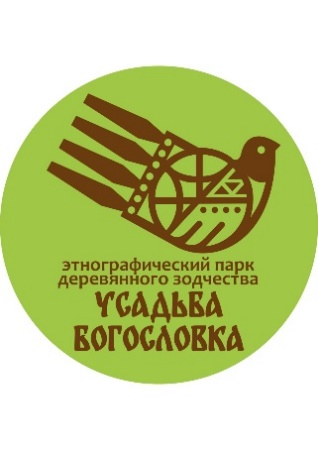 этнографический парк
деревянного зодчества
УСАДЬБА
БОГОСЛОВКА